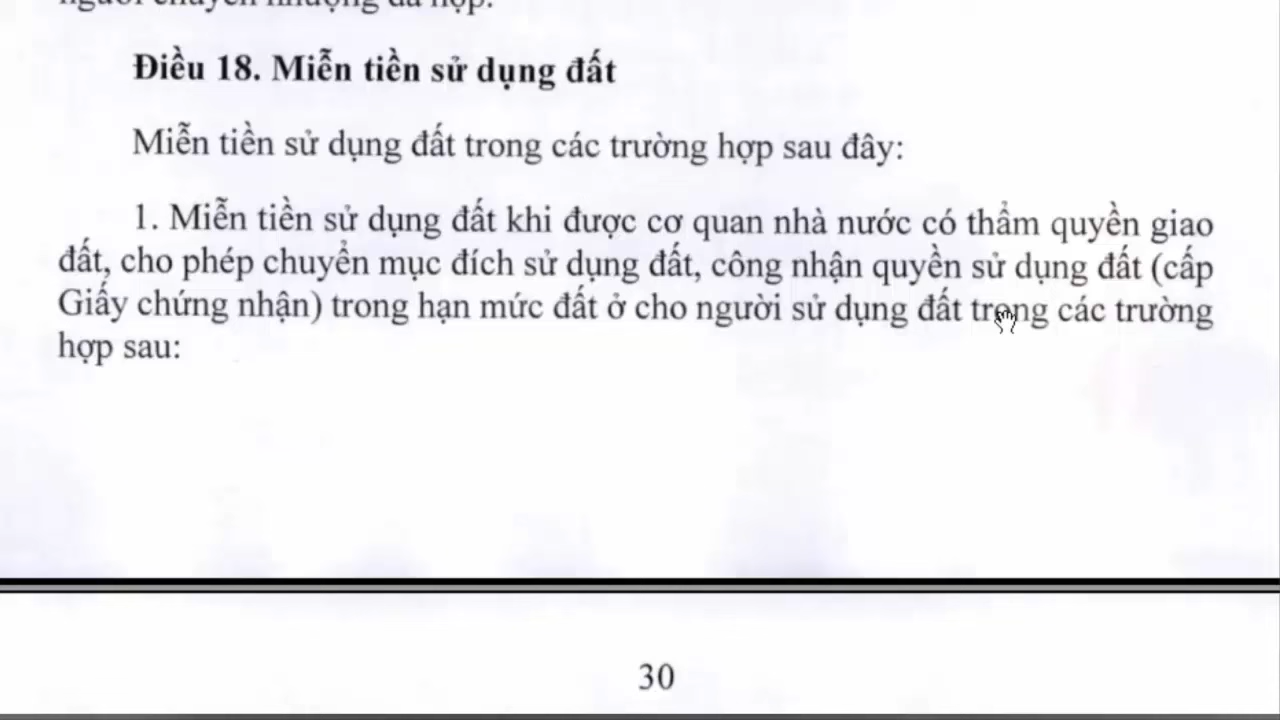 Điều 18. Miễn tiền sử dụng đất
Miễn tiền sử dụng đất trong các trường hợp sau đây:
1. Miễn tiền sử dụng đất khi được cơ quan nhà nước có thẩm quyền giao
đất, cho phép chuyển mục đích sử dụng đất, công nhận quyền sử dụng đất (cấp
Giấy chứng nhận) trong hạn mức đất ở cho người sử dụng đất trong các trường
hợp sau:
30